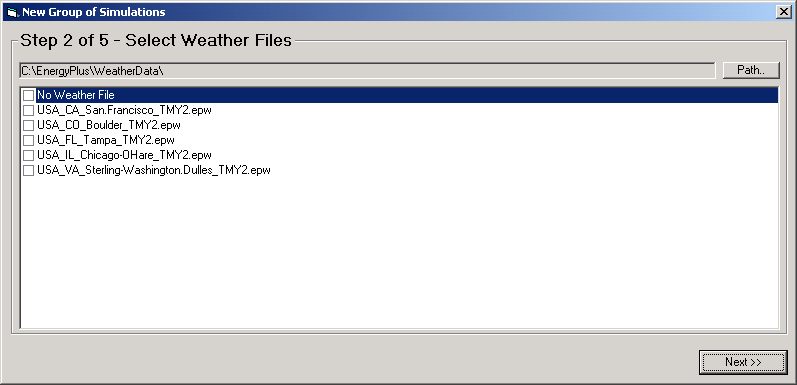 New Group of Simulations
Step 2 of 5 - Select Weather Files
C:\EnergyPlus\WeatherData\
Path..
No Weather File
USA_CA_San.Francisco_TMY2.epw
USA_CO_Boulder_TMY2.epw
USA_FL_Tampa_TMY2.epw
USA_IL_Chicago-OHare_TMY2.epw
USA_VA_Sterling-Washington.Dulles_TMY2.epw
Next >>